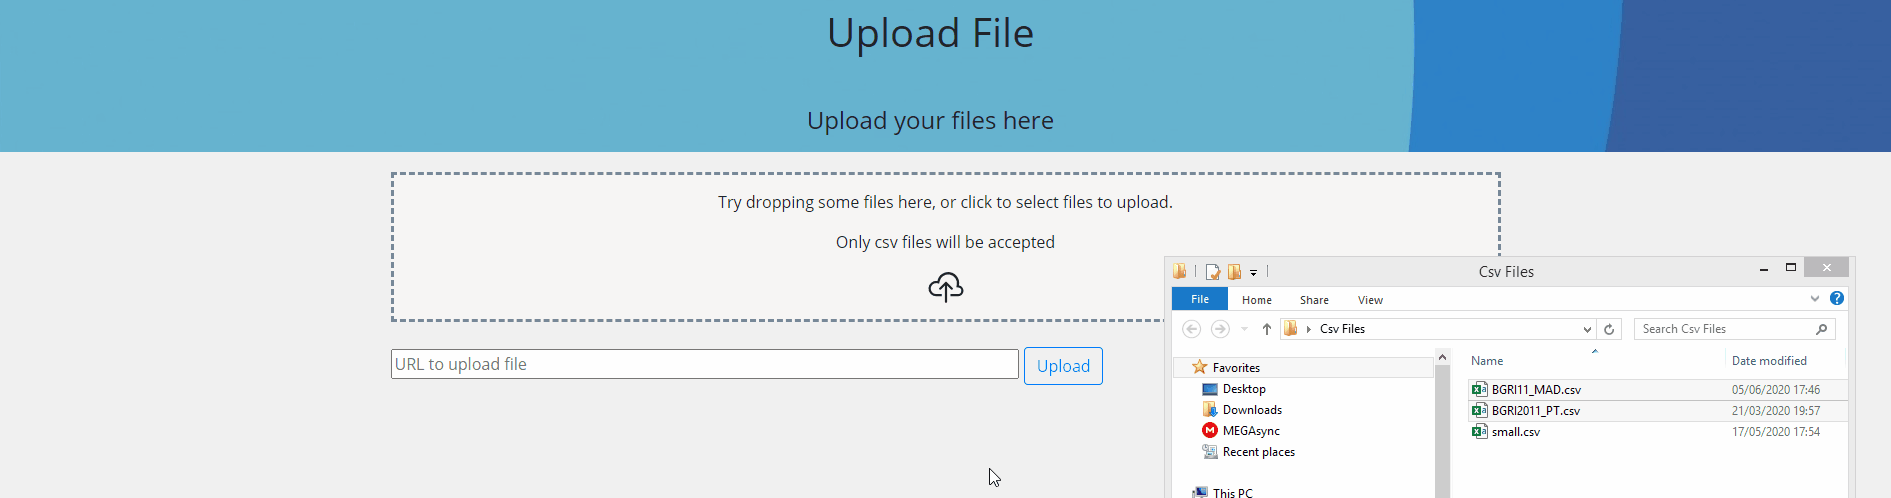 Upload File
Upload your files here
Try dropping some files here, or click to select files to upload.
Only csv files will be accepted
URL to upload file
Upload
Csv Files
File Home Share View
Csv Files
Search Csv Files
Favorites
Desktop
Downloads
MEGAsync
Recent places
This PC
Name Date modified
BGRI11_MAD.csv 05/06/2020 17:46
BGRI2011_PT.csv 21/03/2020 19:57
small.csv 17/05/2020 17:54